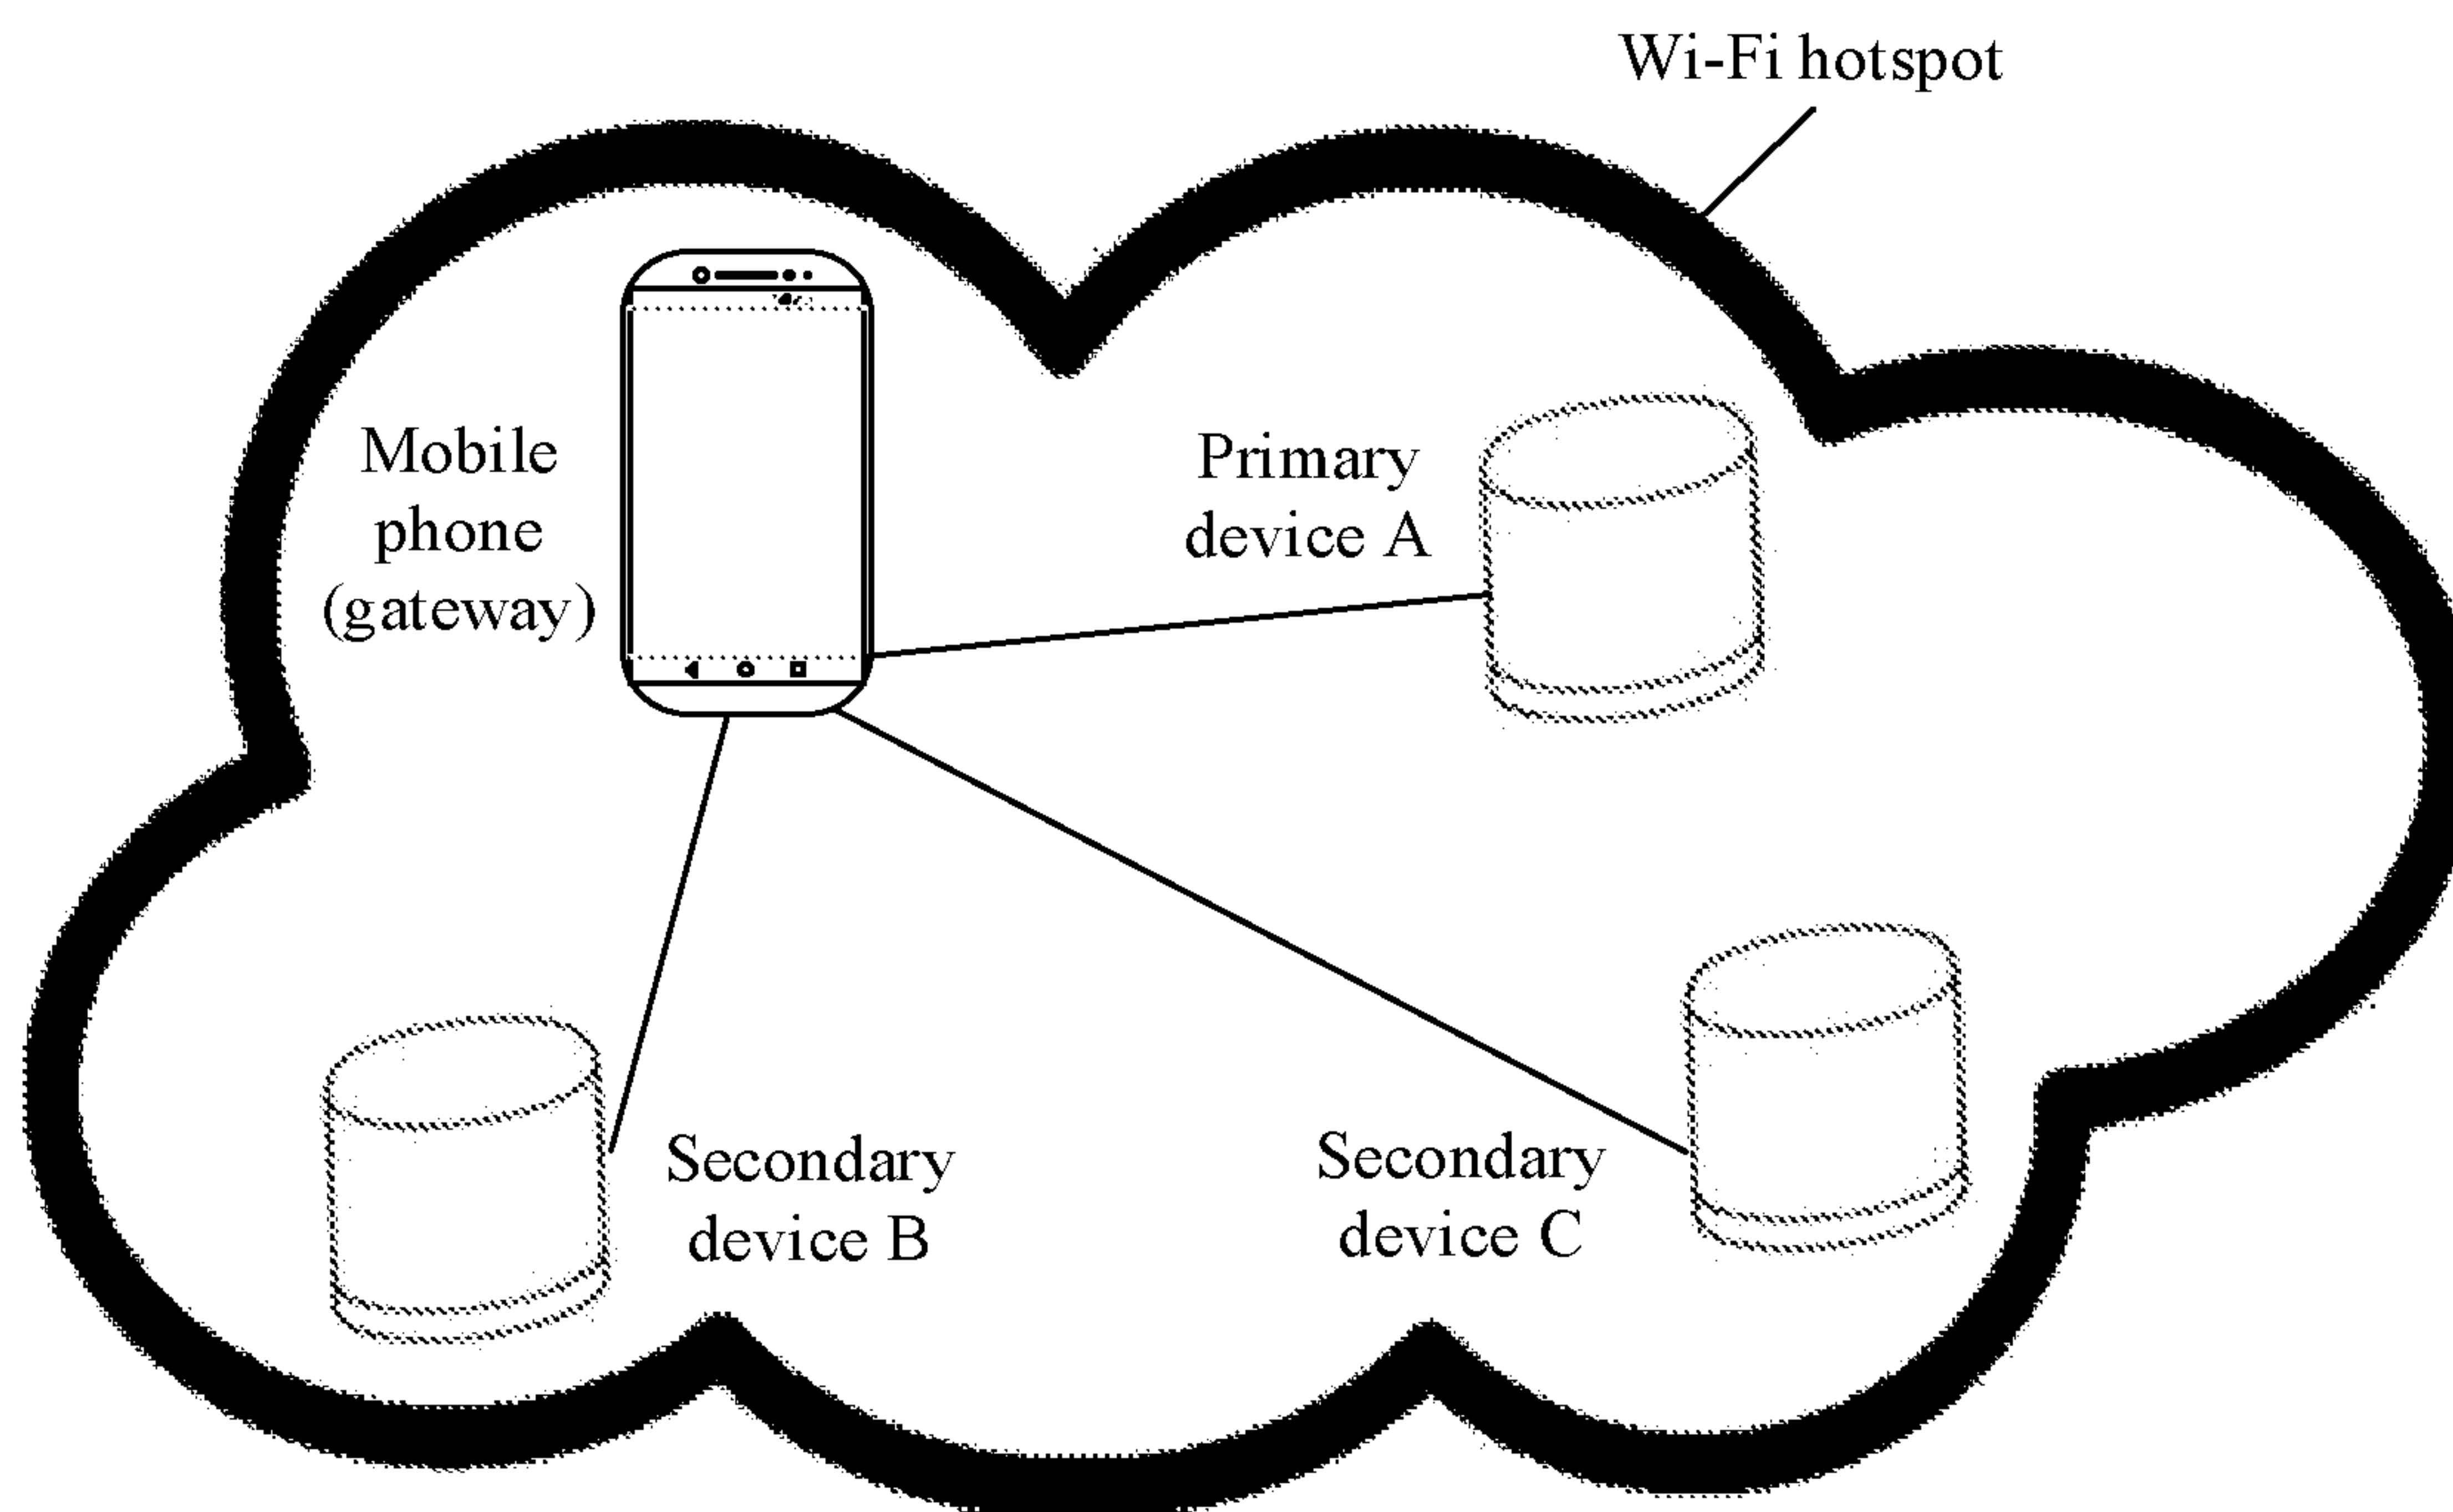 Wi-Fi hotspot
Mobile
phone
(gateway)
Primary
device A
Secondary
device B
Secondary
device C